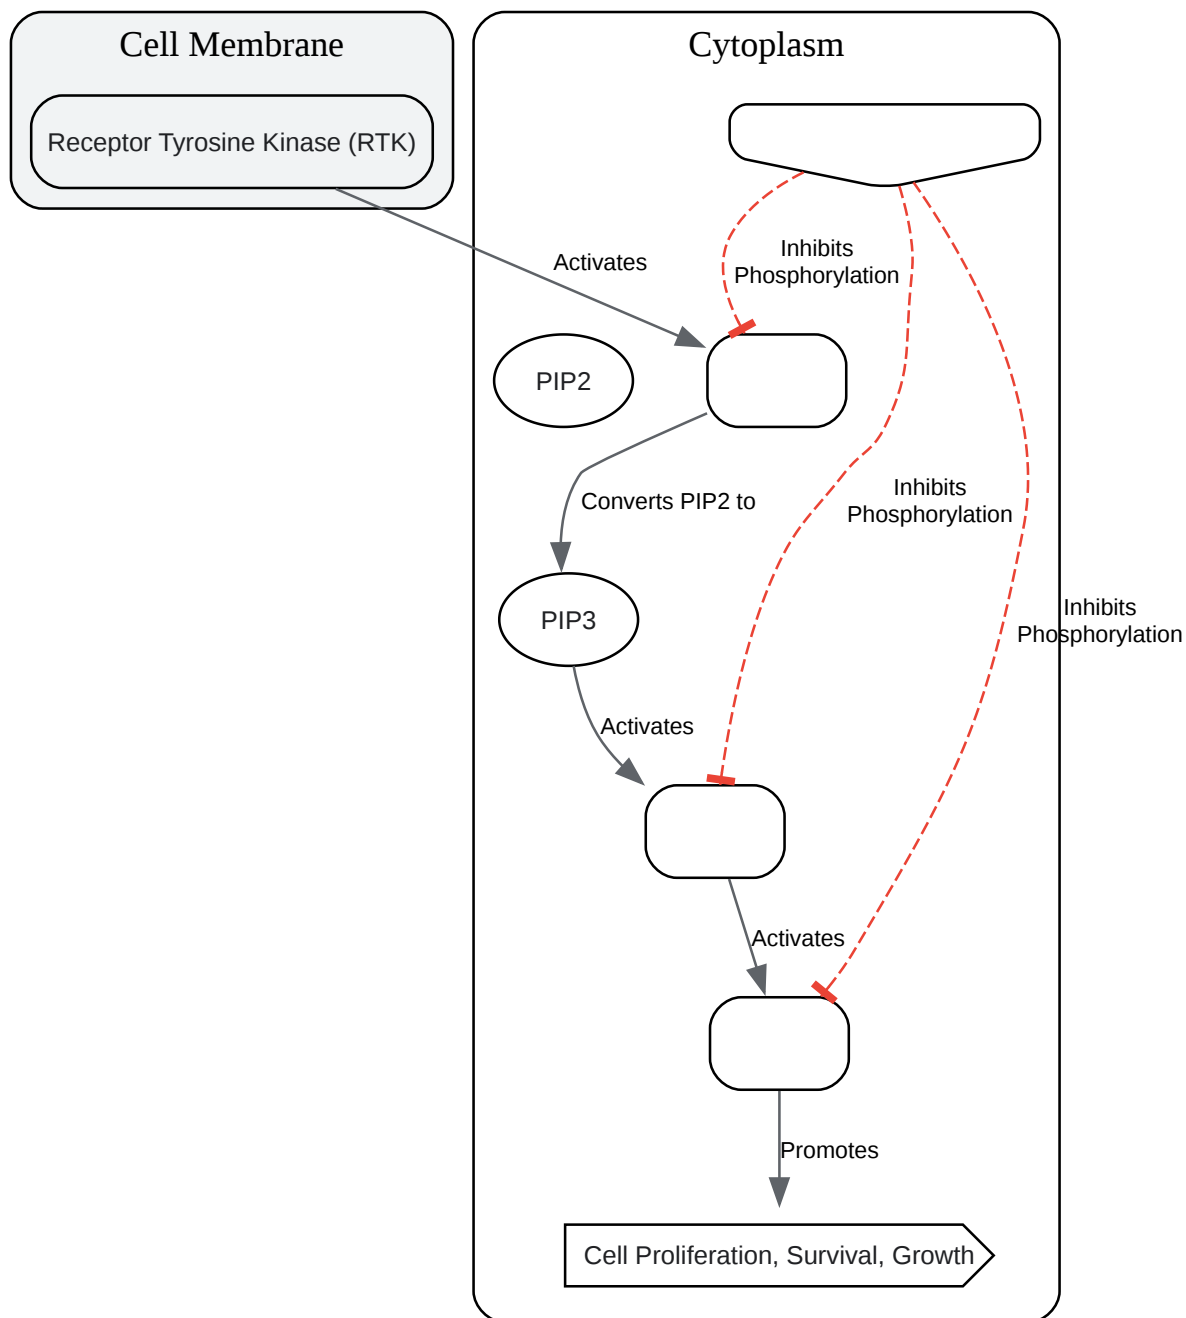 Cell Membrane
Cytoplasm
Receptor Tyrosine Kinase (RTK)
Activates
Inhibits
Phosphorylation
PIP2
Converts PIP2 to
Inhibits
Phosphorylation
PIP3
Inhibits
Phosphorylation
Activates
Activates
Promotes
Cell Proliferation, Survival, Growth